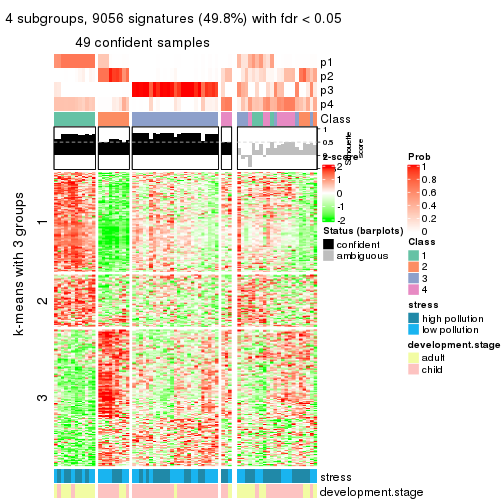 4 subgroups, 9056 signatures (49.8%) with fdr < 0.05
49 confident samples
p1
p2
p3
p4
Class
1
0.5
0
Silhouette
score
k-means with 3 groups
1
2
3
stress
development.stage
z-score
2
1
0
-1
-2
Status (barplots)
confident
ambiguous
Prob
1
0.8
0.6
0.4
0.2
0
Class
1
2
3
4
stress
high pollution
low pollution
development.stage
adult
child